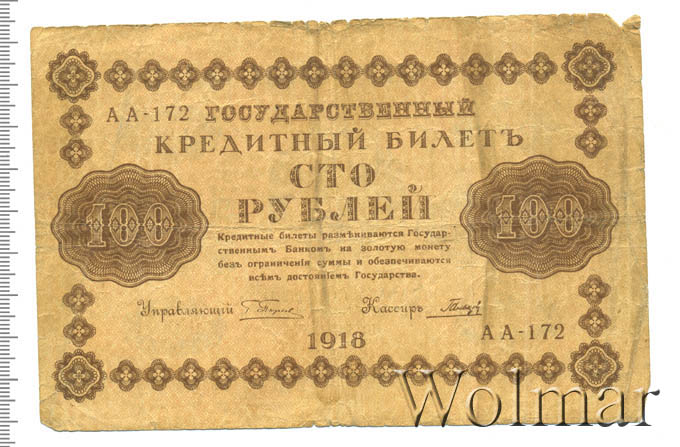 АА-172 ГОСУДАРСТВЕННЫЙ
КРЕДИТНЫЙ БИЛЕТЪ
СТО
РУБЛЕЙ
100 100
Кредитные билеты размѣниваются Государ-
ственнымъ Банкомъ на золотую монету
безъ ограниченія суммы и обезпечиваются
всѣмъ достояніемъ Государства.
Управляющій Кассиръ
1918
АА-172
Wolmar